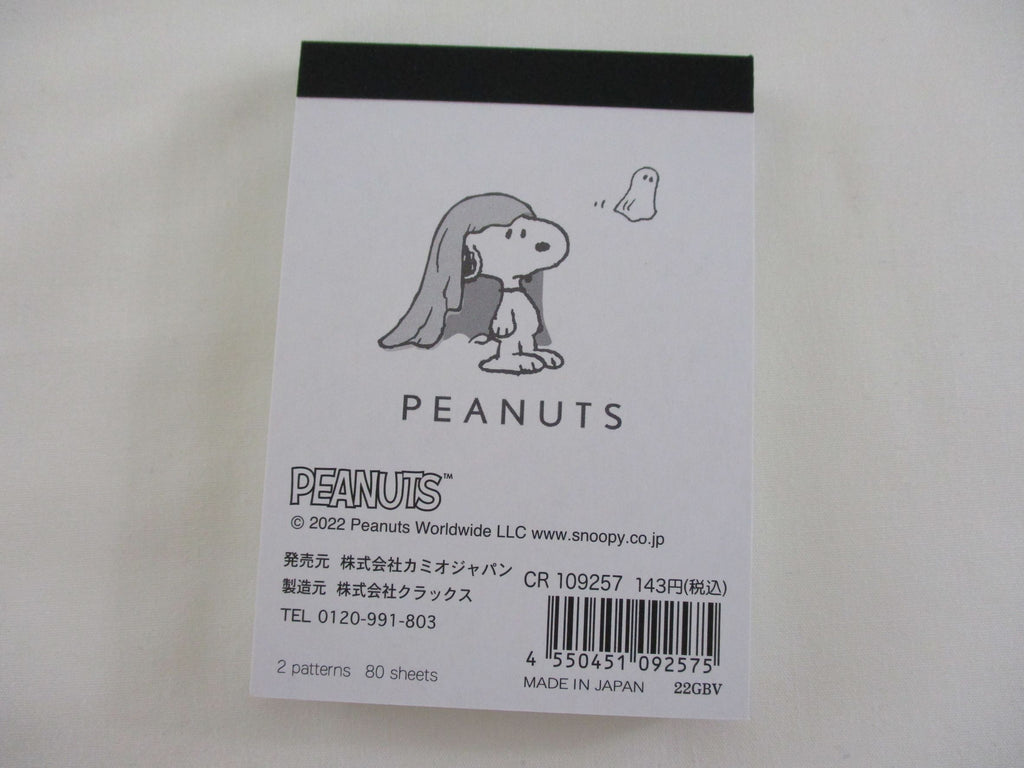 PEANUTS
PEANUTS™
© 2022 Peanuts Worldwide LLC www.snoopy.co.jp
発売元 株式会社カミオジャパン
製造元 株式会社クラックス
TEL 0120-991-803
CR 109257 143円(税込)
4 550451 092575
2 patterns 80 sheets
MADE IN JAPAN 22GBV